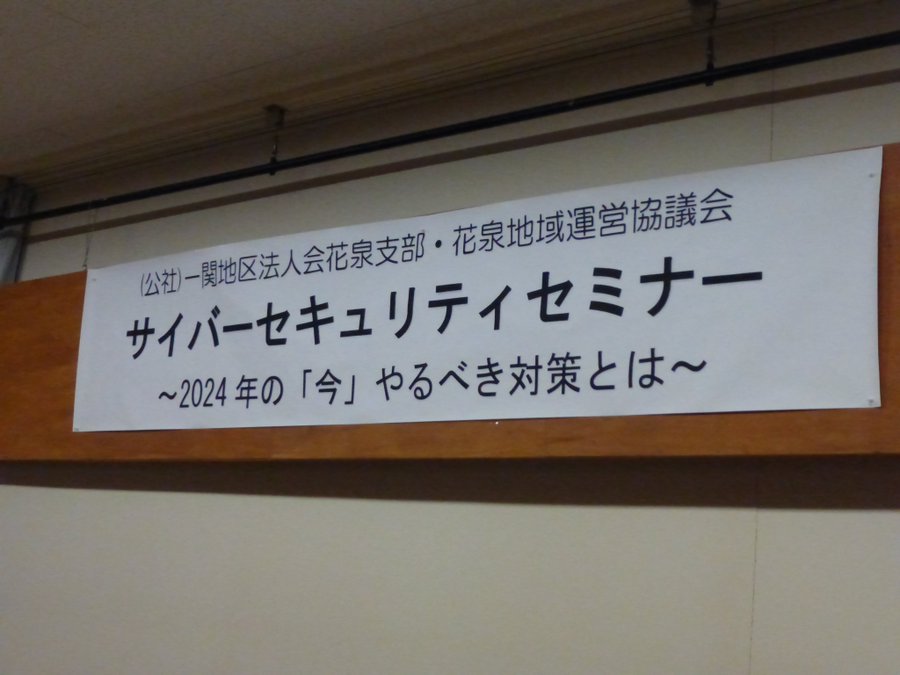 (公社)一関地区法人会花泉支部・花泉地域運営協議会
サイバーセキュリティセミナー
～2024年の「今」やるべき対策とは～